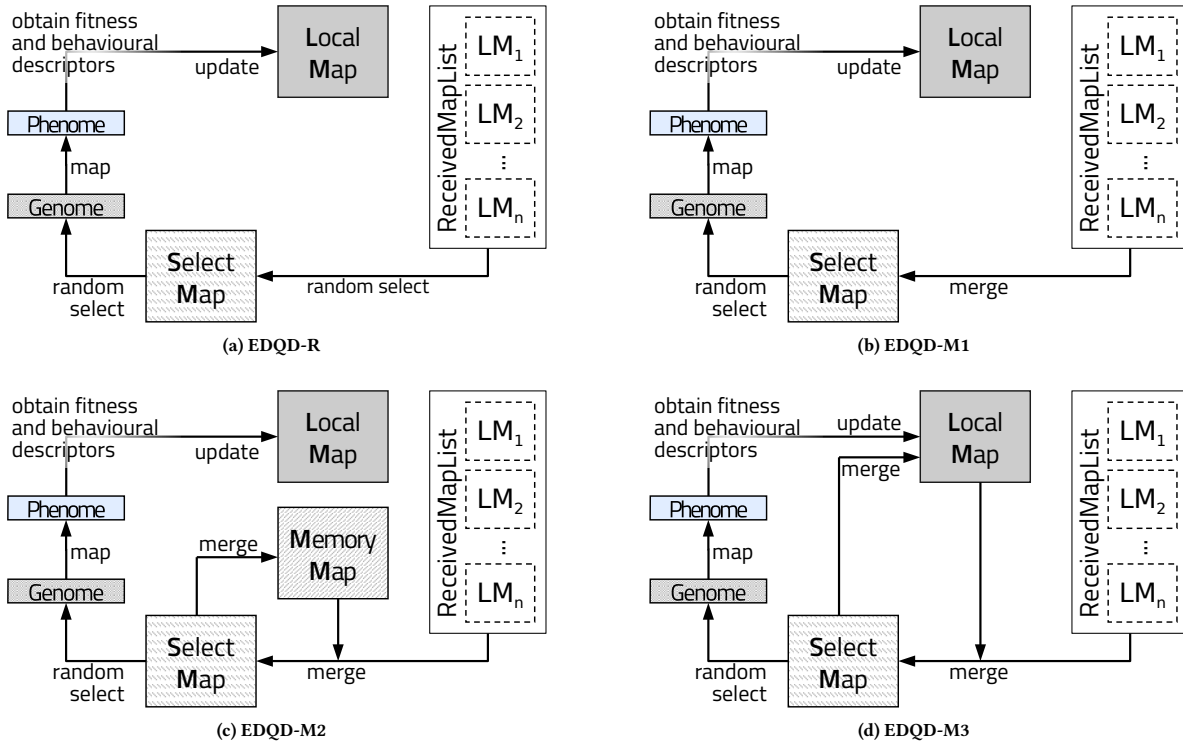 obtain fitness
and behavioural
descriptors
update
Local
Map
Phenome
map
Genome
random
select
Select
Map
random select
ReceivedMapList
LM1
LM2
...
LMn
(a) EDQD-R
obtain fitness
and behavioural
descriptors
update
Local
Map
Phenome
map
Genome
random
select
Select
Map
merge
ReceivedMapList
LM1
LM2
...
LMn
(b) EDQD-M1
obtain fitness
and behavioural
descriptors
update
Local
Map
Phenome
map
Genome
random
select
merge
Memory
Map
Select
Map
merge
ReceivedMapList
LM1
LM2
...
LMn
(c) EDQD-M2
obtain fitness
and behavioural
descriptors
update
merge
Local
Map
Phenome
map
Genome
random
select
Select
Map
merge
ReceivedMapList
LM1
LM2
...
LMn
(d) EDQD-M3